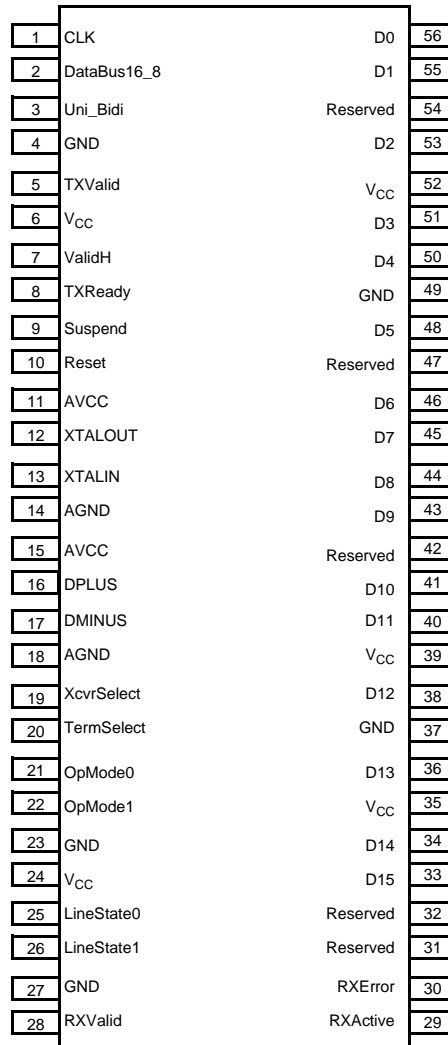 1 CLK D0 56
2 DataBus16_8 D1 55
3 Uni_Bidi Reserved 54
4 GND D2 53
5 TXValid VCC 52
6 VCC D3 51
7 ValidH D4 50
8 TXReady GND 49
9 Suspend D5 48
10 Reset Reserved 47
11 AVCC D6 46
12 XTALOUT D7 45
13 XTALIN D8 44
14 AGND D9 43
15 AVCC Reserved 42
16 DPLUS D10 41
17 DMINUS D11 40
18 AGND VCC 39
19 XcvrSelect D12 38
20 TermSelect GND 37
21 OpMode0 D13 36
22 OpMode1 VCC 35
23 GND D14 34
24 VCC D15 33
25 LineState0 Reserved 32
26 LineState1 Reserved 31
27 GND RXError 30
28 RXValid RXActive 29